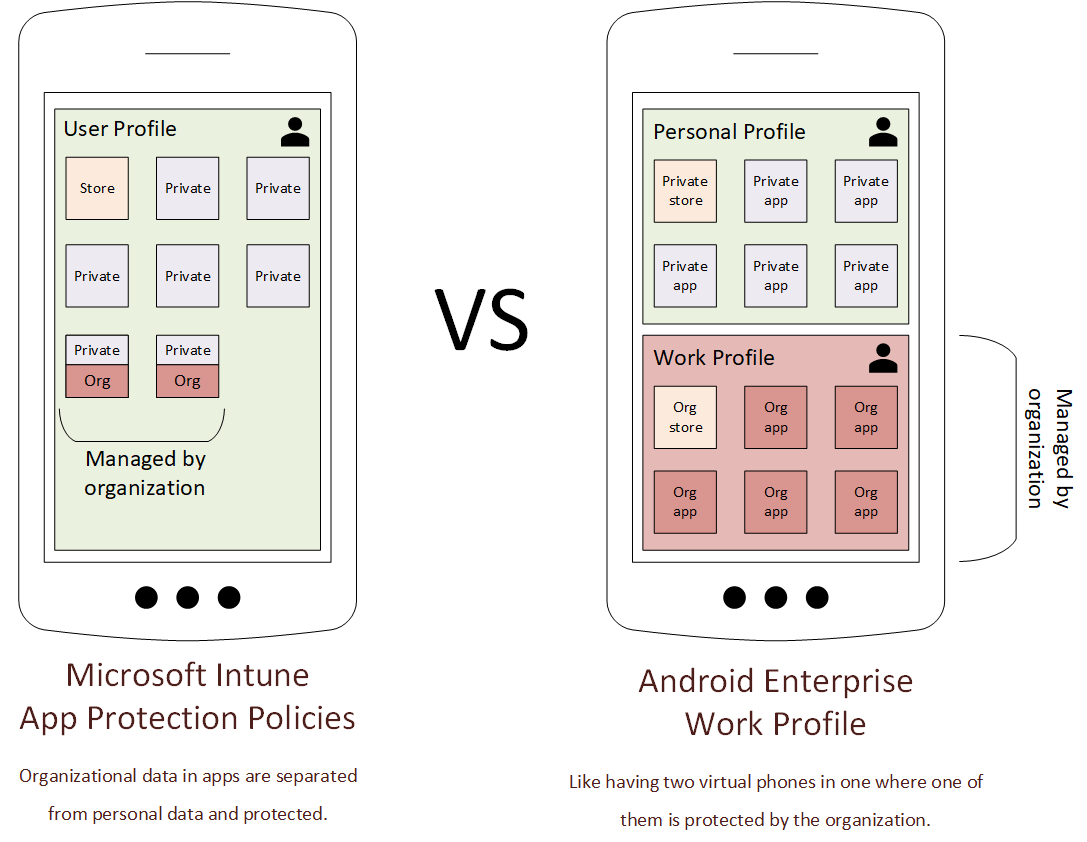 User Profile
Store
Private
Private
Private
Private
Private
Private
Org
Private
Org
Managed by
organization
Microsoft Intune
App Protection Policies
Organizational data in apps are separated
from personal data and protected.
VS
Personal Profile
Private
store
Private
app
Private
app
Private
app
Private
app
Private
app
Work Profile
Org
store
Org
app
Org
app
Org
app
Org
app
Org
app
Managed by
organization
Android Enterprise
Work Profile
Like having two virtual phones in one where one of
them is protected by the organization.